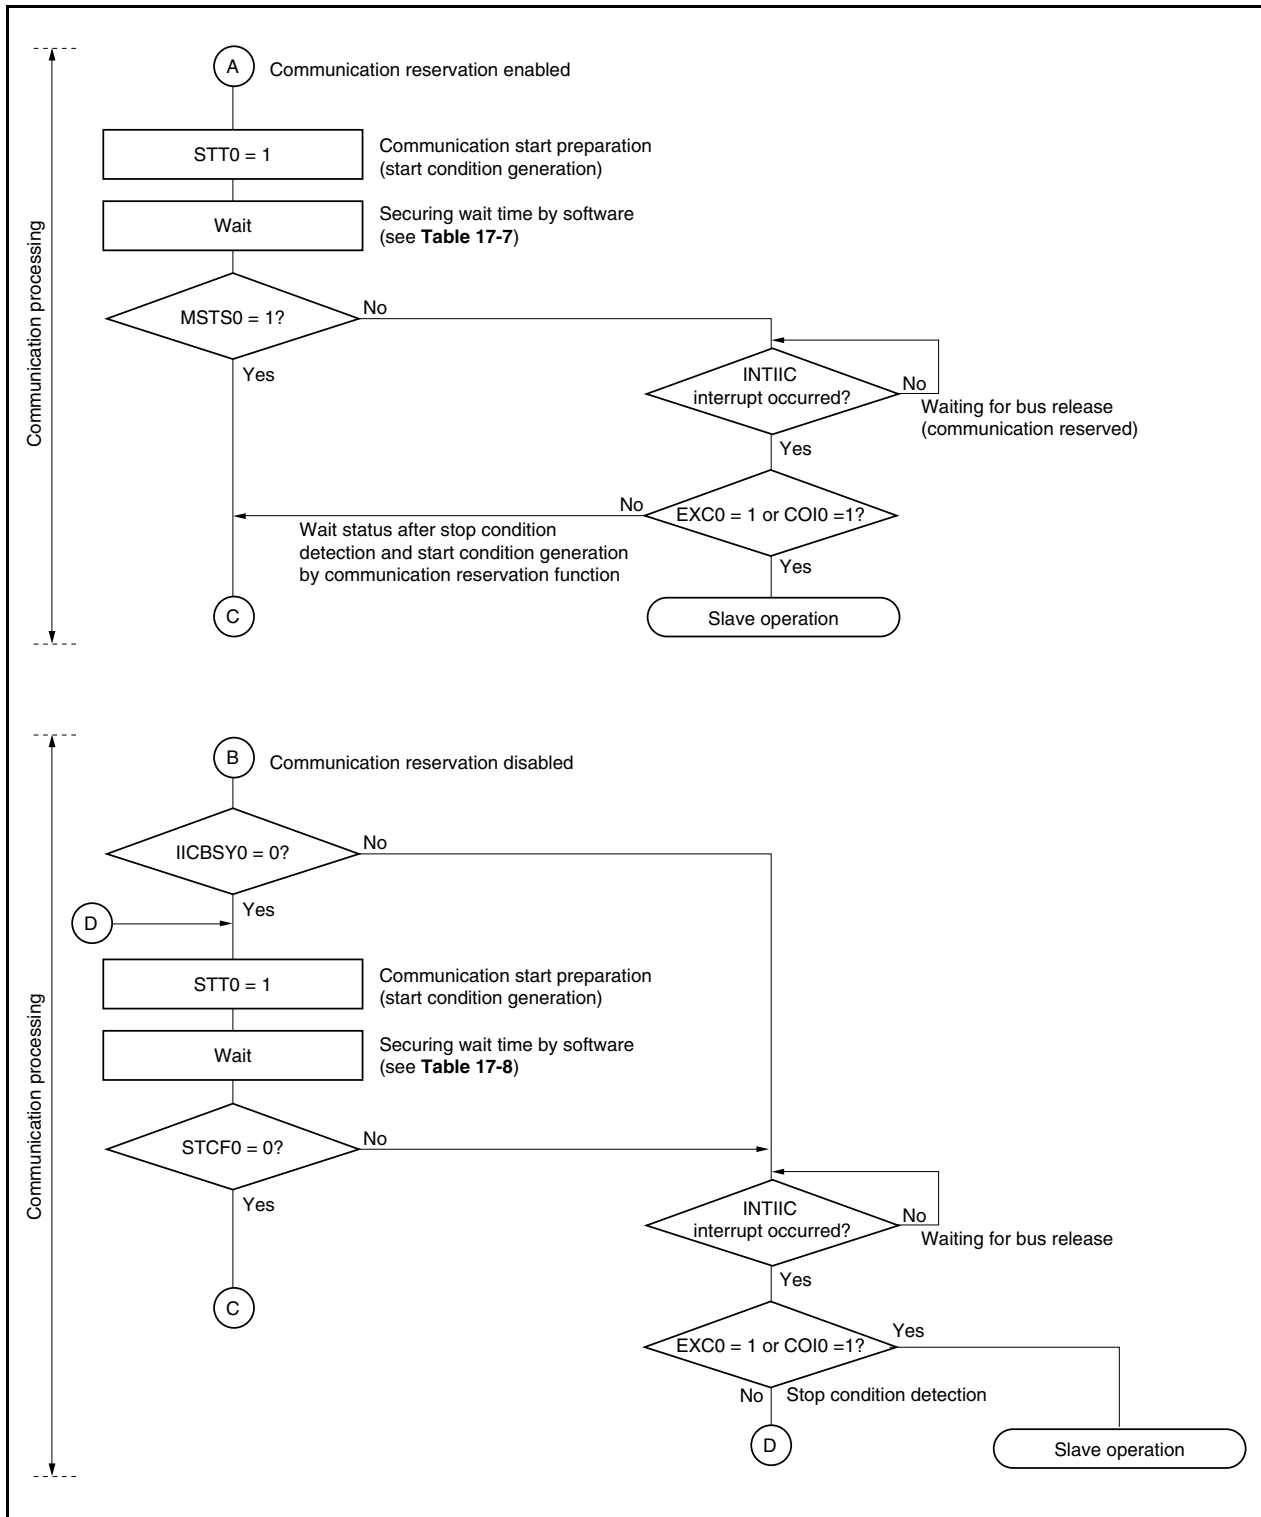 A
Communication reservation enabled
STT0 = 1
Communication start preparation
(start condition generation)
Wait
Securing wait time by software
(see Table 17-7)
MSTS0 = 1?
No
Yes
INTIIC
interrupt occurred?
No
Waiting for bus release
(communication reserved)
Yes
EXC0 = 1 or COI0 =1?
No
Wait status after stop condition
detection and start condition generation
by communication reservation function
Yes
C
Slave operation
Communication processing
B
Communication reservation disabled
IICBSY0 = 0?
No
Yes
D
STT0 = 1
Communication start preparation
(start condition generation)
Wait
Securing wait time by software
(see Table 17-8)
STCF0 = 0?
No
Yes
INTIIC
interrupt occurred?
No
Waiting for bus release
Yes
C
EXC0 = 1 or COI0 =1?
Yes
No
Stop condition detection
D
Slave operation
Communication processing